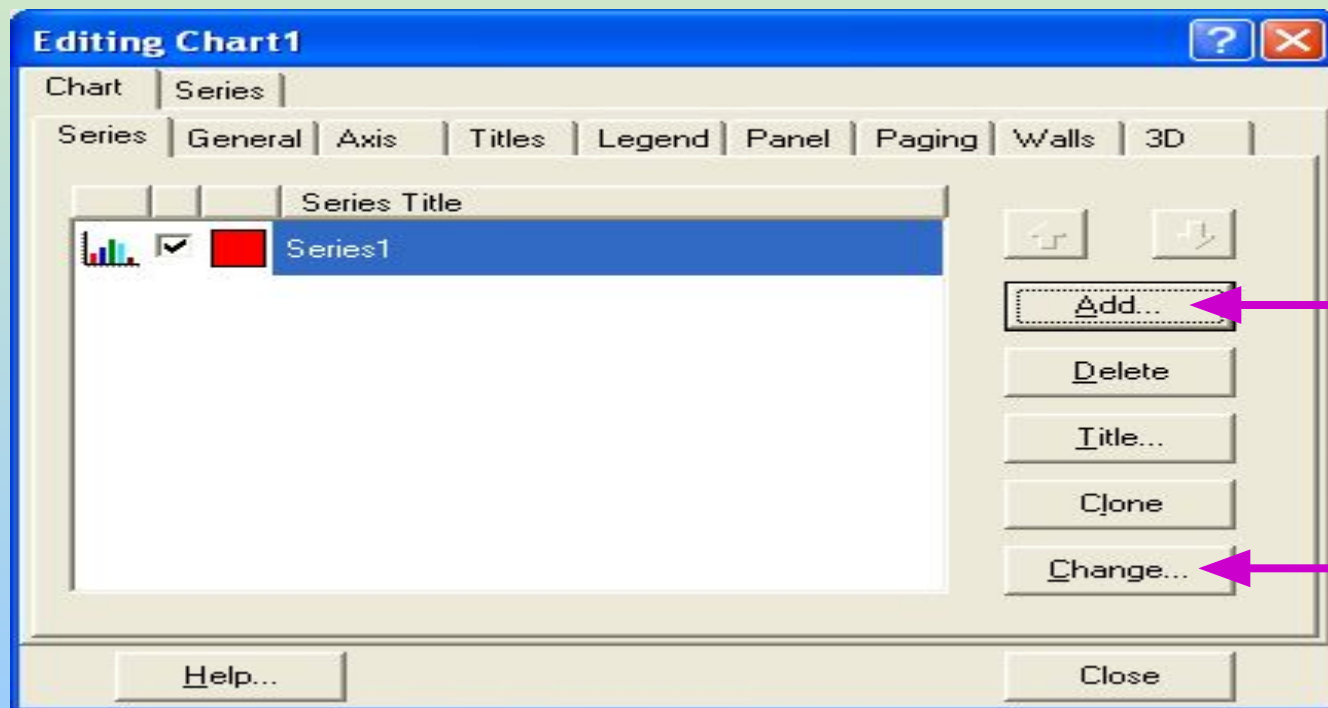 Editing Chart1
Chart Series
Series General Axis Titles Legend Panel Paging Walls 3D
Series Title
Series1
Add...
Delete
Title...
Clone
Change...
Help... Close